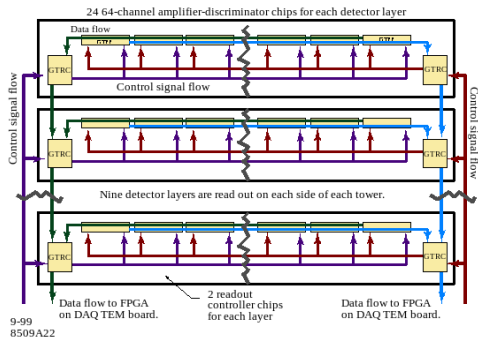 24 64-channel amplifier-discriminator chips for each detector layer
Data flow
GTFE
GTFE
GTRC
GTRC
Control signal flow
Control signal flow
Control signal flow
GTRC
GTRC
Nine detector layers are read out on each side of each tower.
GTRC
GTRC
Data flow to FPGA
on DAQ TEM board.
2 readout
controller chips
for each layer
Data flow to FPGA
on DAQ TEM board.
9-99
8509A22